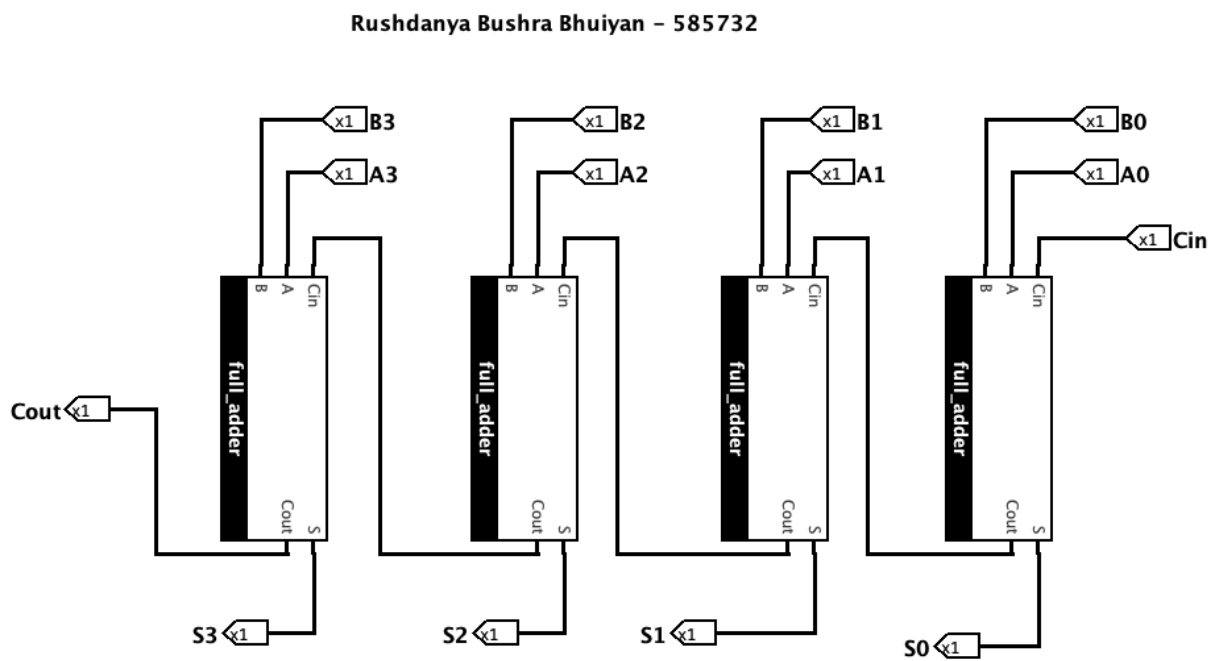 Rushdanya Bushra Bhuiyan - 585732
x1 B3 x1 B2 x1 B1 x1 B0
x1 A3 x1 A2 x1 A1 x1 A0
x1 Cin
B A Cin B A Cin B A Cin B A Cin
full_adder full_adder full_adder full_adder
Cout x1
Cout S Cout S Cout S Cout S
S3 x1 S2 x1 S1 x1 S0 x1